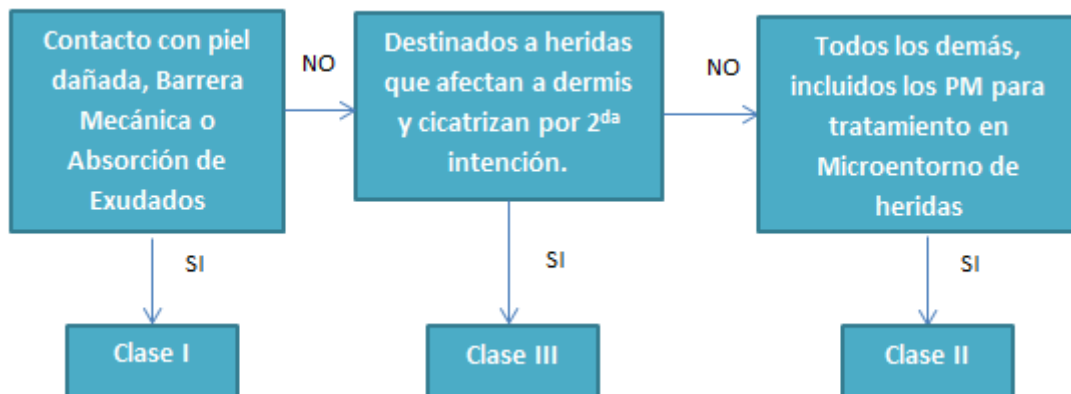 Contacto con piel
dañada, Barrera
Mecánica o
Absorción de
Exudados
NO
Destinados a heridas
que afectan a dermis
y cicatrizan por 2da
intención.
NO
Todos los demás,
incluidos los PM para
tratamiento en
Microentorno de
heridas
SI
SI
SI
Clase I
Clase III
Clase II